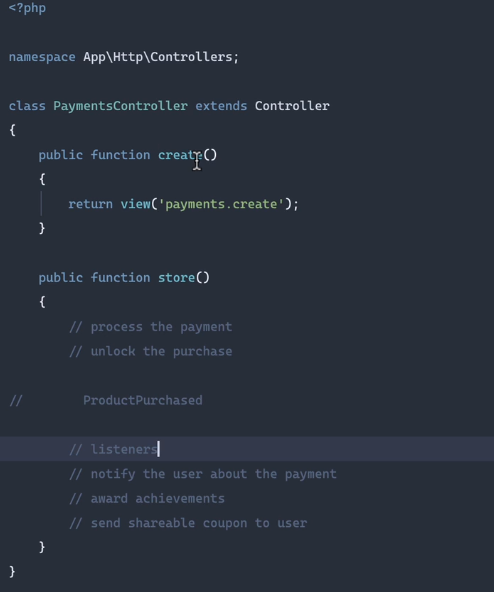 <?php
namespace App\Http\Controllers;
class PaymentsController extends Controller
{
    public function create()
    {
        return view('payments.create');
    }
    public function store()
    {
        // process the payment
        // unlock the purchase
//        ProductPurchased
        // listeners
        // notify the user about the payment
        // award achievements
        // send shareable coupon to user
    }
}